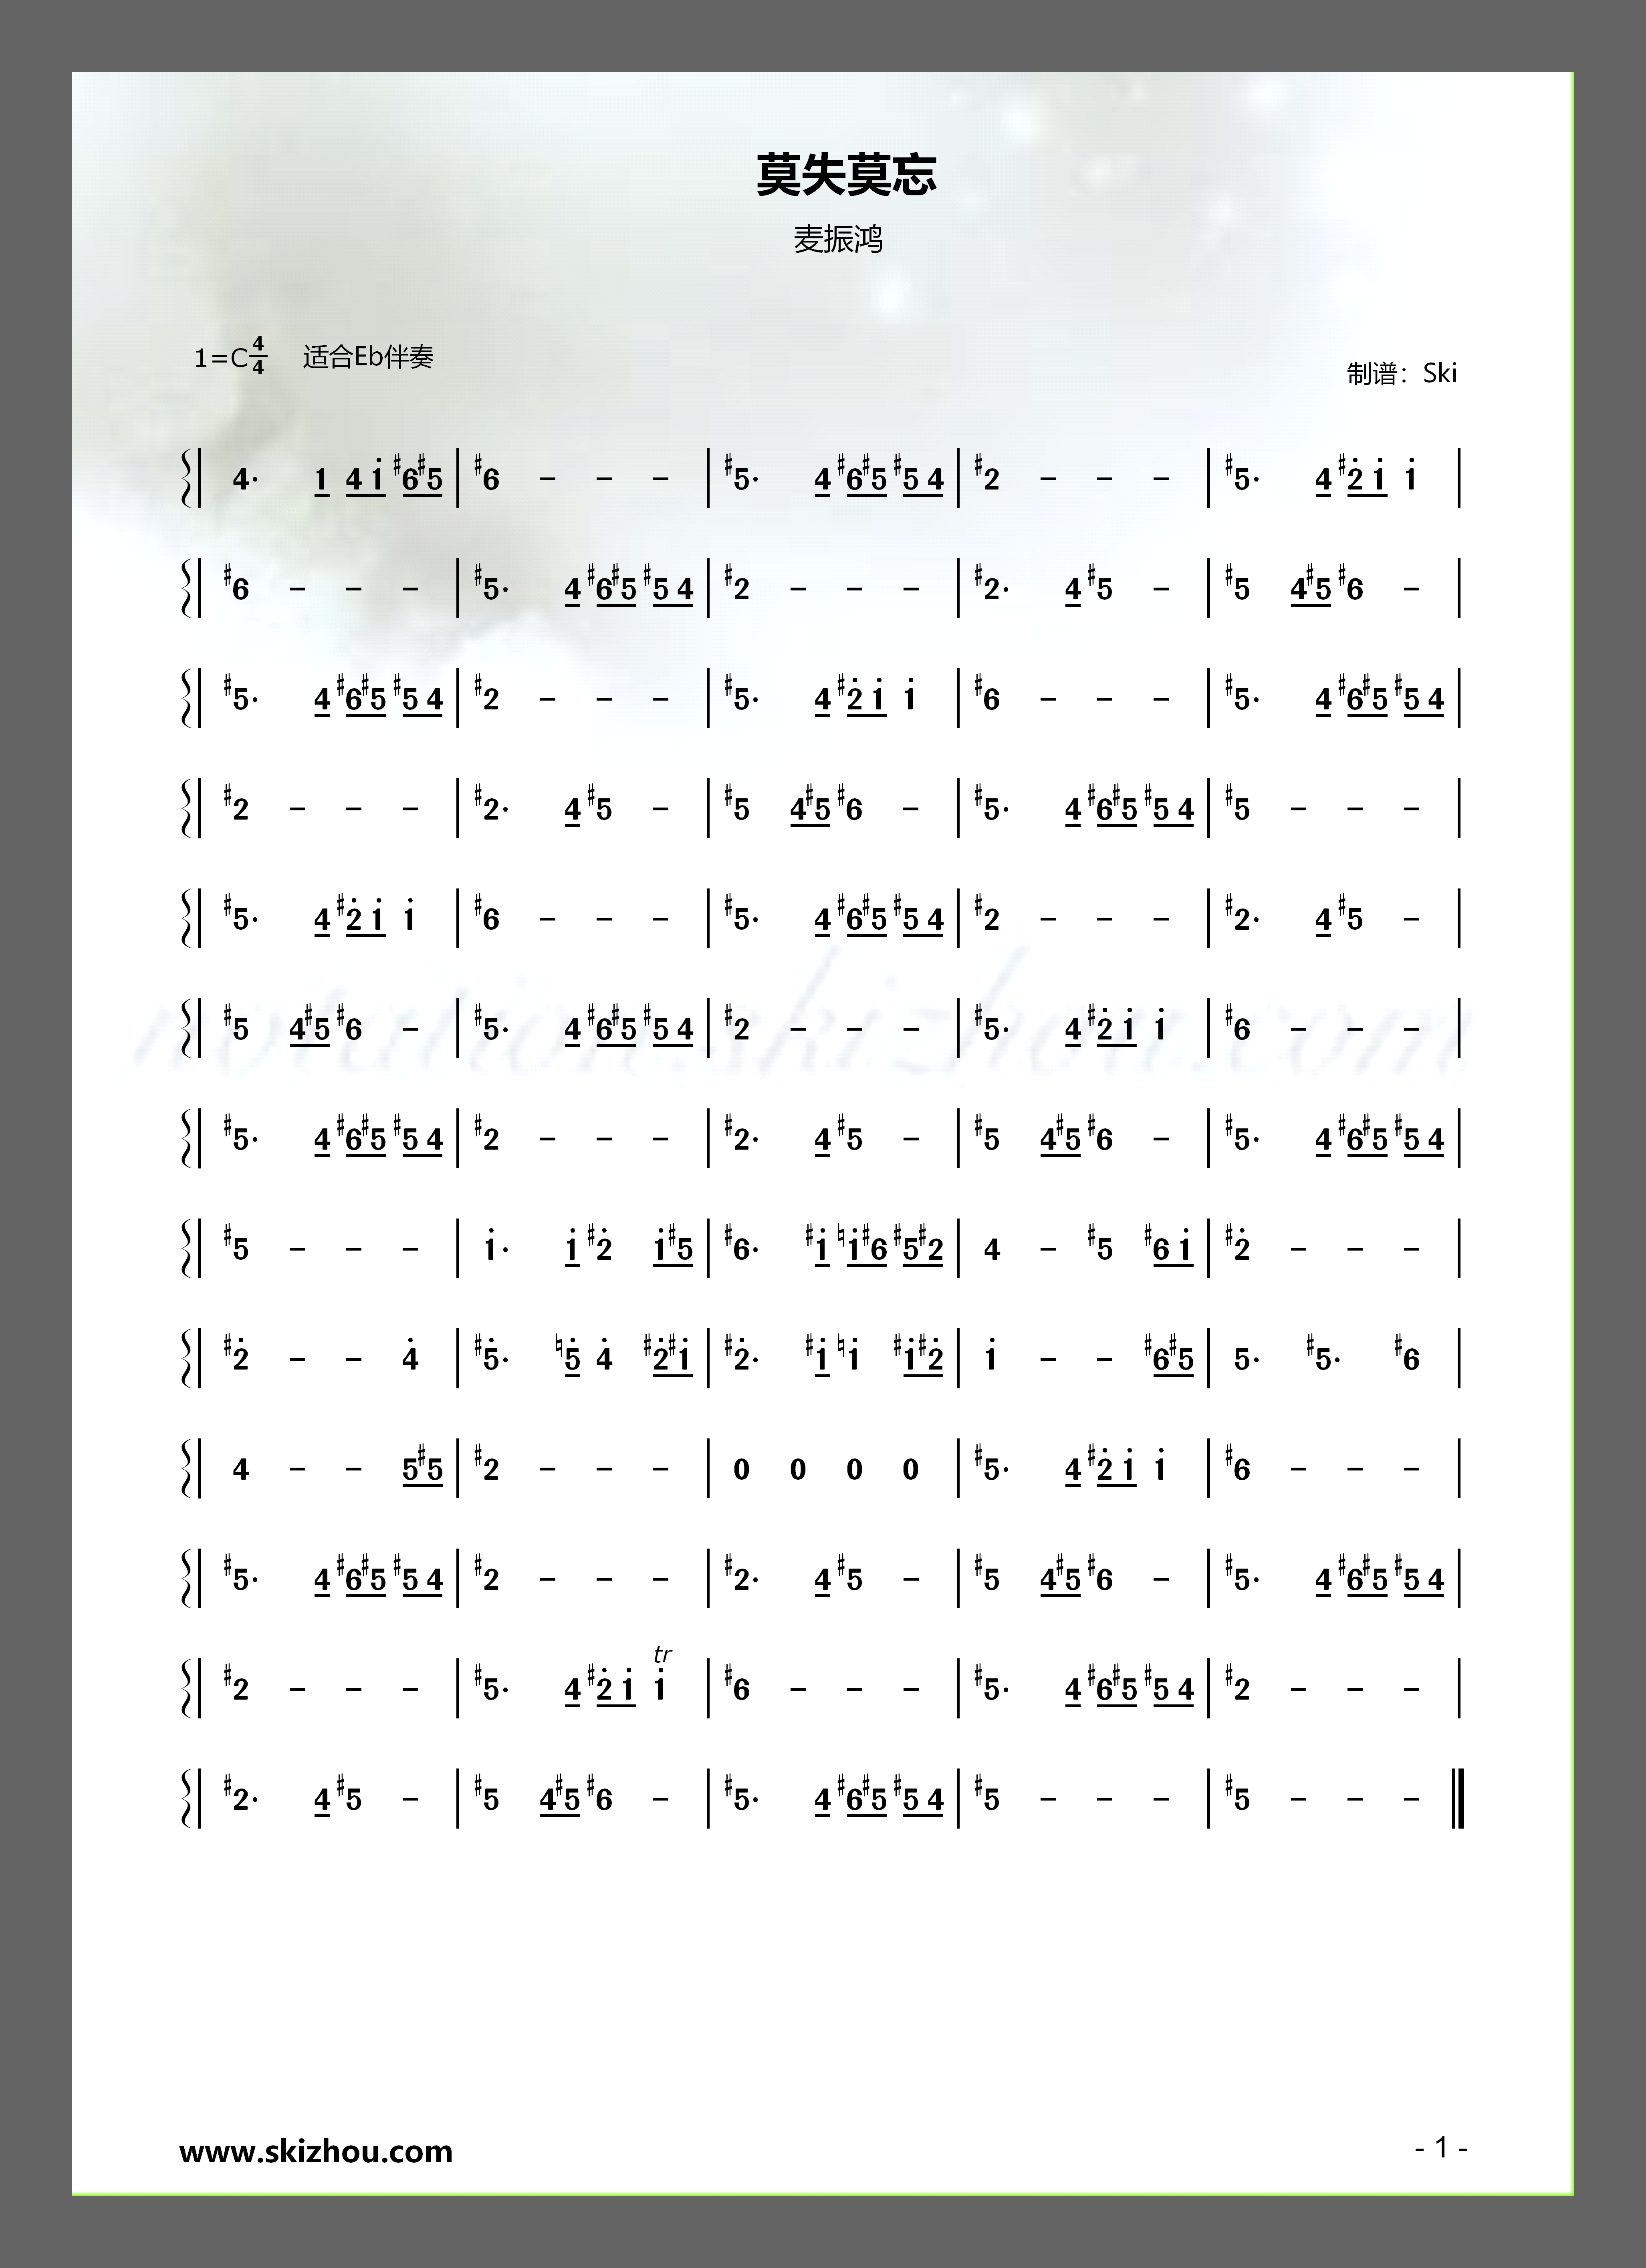 莫失莫忘
麦振鸿
1=C 4/4 适合Eb伴奏
制谱：Ski
4· 1 4 i̇ #6 #5 | #6 – – – | #5· 4 #6 #5 #5 4 | #2 – – – | #5· 4 #2̇ i̇ i̇ |
#6 – – – | #5· 4 #6 #5 #5 4 | #2 – – – | #2· 4 #5 – | #5 4 #5 #6 – |
#5· 4 #6 #5 #5 4 | #2 – – – | #5· 4 #2̇ i̇ i̇ | #6 – – – | #5· 4 #6 #5 #5 4 |
#2 – – – | #2· 4 #5 – | #5 4 #5 #6 – | #5· 4 #6 #5 #5 4 | #5 – – – |
#5· 4 #2̇ i̇ i̇ | #6 – – – | #5· 4 #6 #5 #5 4 | #2 – – – | #2· 4 #5 – |
notation.skizhou.com
#5 4 #5 #6 – | #5· 4 #6 #5 #5 4 | #2 – – – | #5· 4 #2̇ i̇ i̇ | #6 – – – |
#5· 4 #6 #5 #5 4 | #2 – – – | #2· 4 #5 – | #5 4 #5 #6 – | #5· 4 #6 #5 #5 4 |
#5 – – – | i̇· i̇ #2̇ i̇ #5 | #6· #i̇ ♮i̇ #6 #5 #2 | 4 – #5 #6 i̇ | #2̇ – – – |
#2̇ – – 4̇ | #5̇· ♮5̇ 4̇ #2̇ #i̇ | #2̇· #i̇ ♮i̇ #i̇ #2̇ | i̇ – – #6 #5 | 5· #5· #6 |
4 – – 5 #5 | #2 – – – | 0 0 0 0 | #5· 4 #2̇ i̇ i̇ | #6 – – – |
#5· 4 #6 #5 #5 4 | #2 – – – | #2· 4 #5 – | #5 4 #5 #6 – | #5· 4 #6 #5 #5 4 |
tr
#2 – – – | #5· 4 #2̇ i̇ i̇ | #6 – – – | #5· 4 #6 #5 #5 4 | #2 – – – |
#2· 4 #5 – | #5 4 #5 #6 – | #5· 4 #6 #5 #5 4 | #5 – – – | #5 – – – ‖
www.skizhou.com
- 1 -